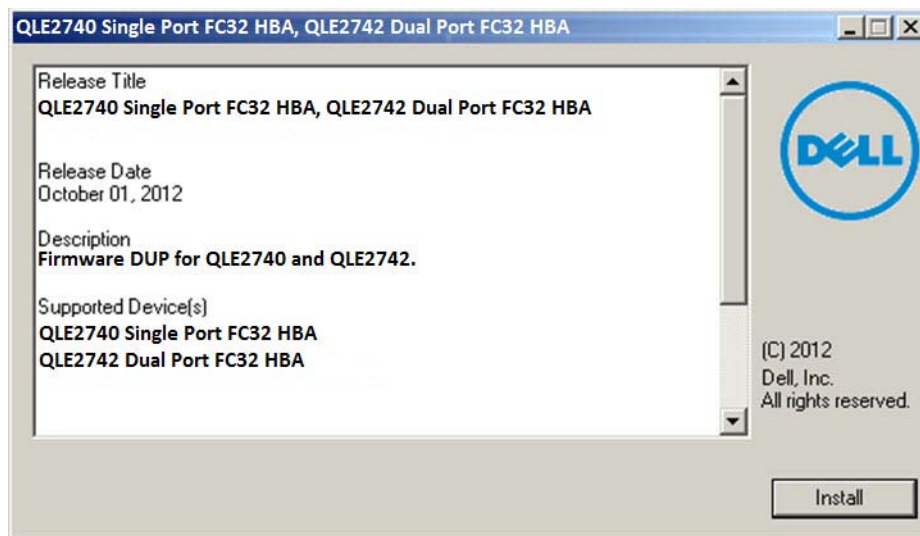 QLE2740 Single Port FC32 HBA, QLE2742 Dual Port FC32 HBA
Release Title
QLE2740 Single Port FC32 HBA, QLE2742 Dual Port FC32 HBA
Release Date
October 01, 2012
Description
Firmware DUP for QLE2740 and QLE2742.
Supported Device(s)
QLE2740 Single Port FC32 HBA
QLE2742 Dual Port FC32 HBA
DELL
(C) 2012
Dell, Inc.
All rights reserved.
Install